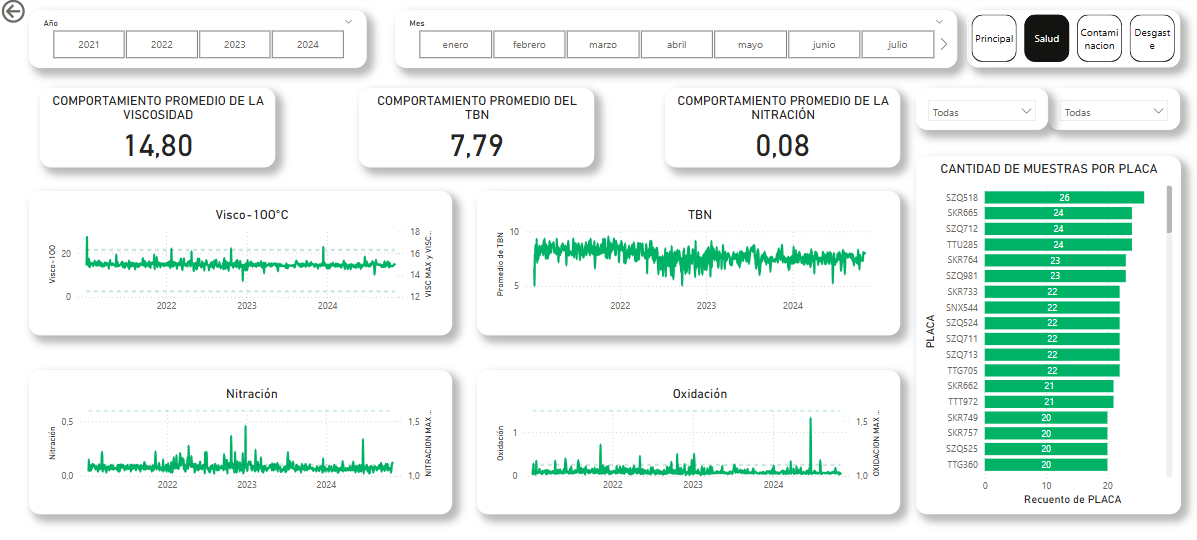 Año
2021
2022
2023
2024
Mes
enero
febrero
marzo
abril
mayo
junio
julio
Principal
Salud
Contami
nacion
Desgast
e
COMPORTAMIENTO PROMEDIO DE LA
VISCOSIDAD
14,80
COMPORTAMIENTO PROMEDIO DEL
TBN
7,79
COMPORTAMIENTO PROMEDIO DE LA
NITRACIÓN
0,08
Todas
Todas
Visco-100°C
Visco-100
20
0
18
16
14
12
VISC MAX y VISC...
2022
2023
2024
TBN
Promedio de TBN
10
5
2022
2023
2024
Nitración
Nitración
0,5
0,0
1,5
1,0
NITRACION MAX ...
2022
2023
2024
Oxidación
Oxidación
1
0
1,5
1,0
OXIDACION MAX ...
2022
2023
2024
CANTIDAD DE MUESTRAS POR PLACA
PLACA
SZQ518 26
SKR665 24
SZQ712 24
TTU285 24
SKR764 23
SZQ981 23
SKR733 22
SNX544 22
SZQ524 22
SZQ711 22
SZQ713 22
TTG705 22
SKR662 21
TTT972 21
SKR749 20
SKR757 20
SZQ525 20
TTG360 20
0
10
20
Recuento de PLACA